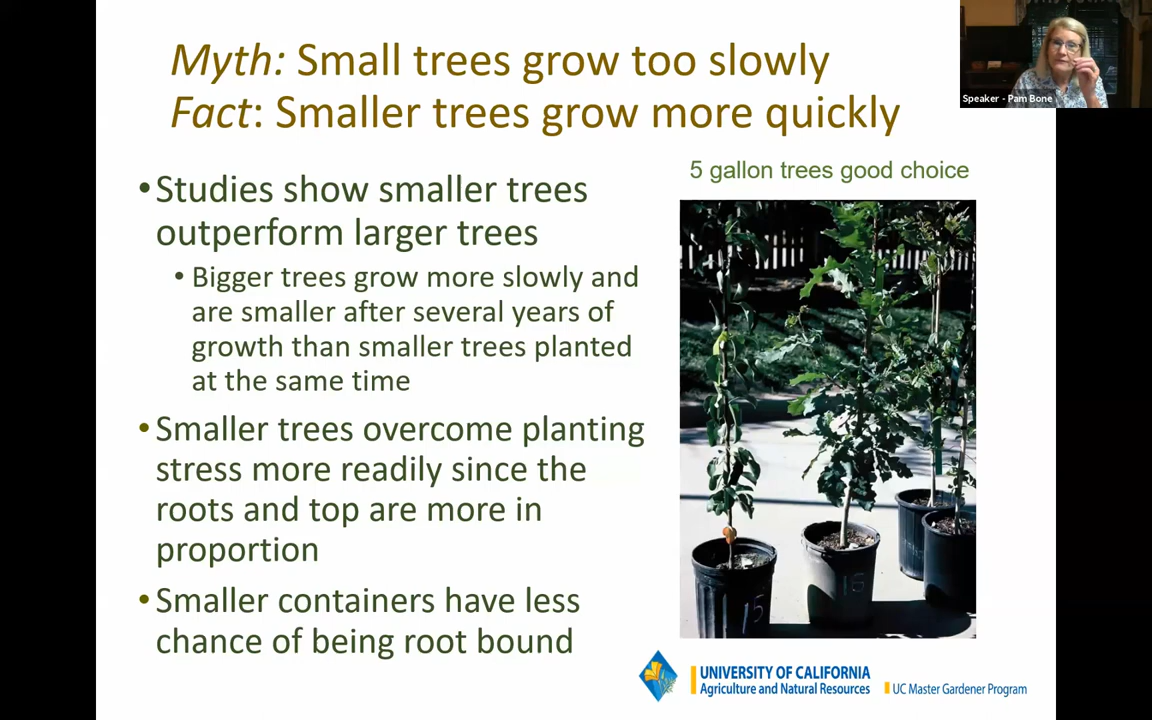 Myth: Small trees grow too slowly
Fact: Smaller trees grow more quickly
Speaker - Pam Bone
•Studies show smaller trees
outperform larger trees
• Bigger trees grow more slowly and
are smaller after several years of
growth than smaller trees planted
at the same time
•Smaller trees overcome planting
stress more readily since the
roots and top are more in
proportion
•Smaller containers have less
chance of being root bound
5 gallon trees good choice
15
15
UNIVERSITY OF CALIFORNIA
Agriculture and Natural Resources
UC Master Gardener Program